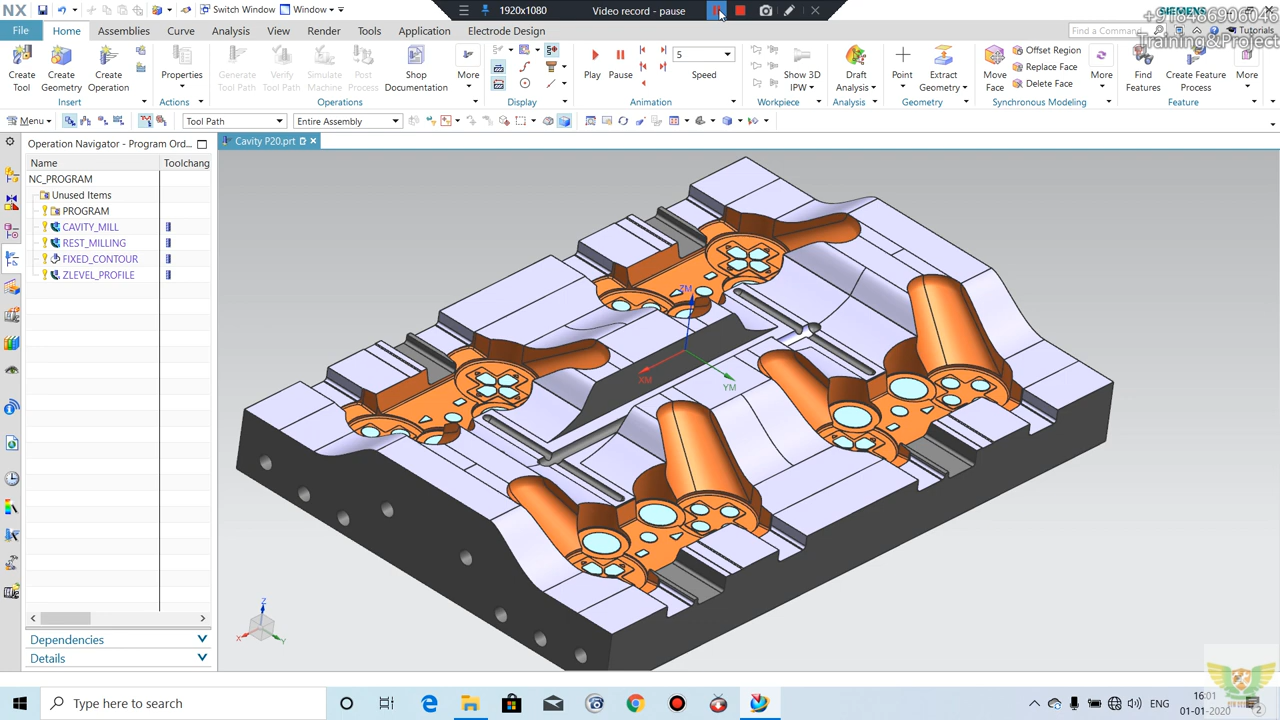 NX
Switch Window
Window
1920x1080
Video record - pause
SIEMENS
+918486906046
Training&Project
File
Home
Assemblies
Curve
Analysis
View
Render
Tools
Application
Electrode Design
Find a Command
Tutorials
Create Tool
Create Geometry
Create Operation
Properties
Generate Tool Path
Verify Tool Path
Simulate Machine
Post Process
Shop Documentation
More
Play
Pause
5
Speed
Show 3D IPW
Draft Analysis
Point
Extract Geometry
Move Face
Offset Region
Replace Face
Delete Face
More
Find Features
Create Feature Process
More
Insert
Actions
Operations
Display
Animation
Workpiece
Analysis
Geometry
Synchronous Modeling
Feature
Menu
Tool Path
Entire Assembly
Operation Navigator - Program Ord...
Cavity P20.prt
Name
Toolchang
NC_PROGRAM
Unused Items
PROGRAM
CAVITY_MILL
REST_MILLING
FIXED_CONTOUR
ZLEVEL_PROFILE
ZM
XM
YM
Z
X
Y
Dependencies
Details
Type here to search
ENG
16:01
01-01-2020
2